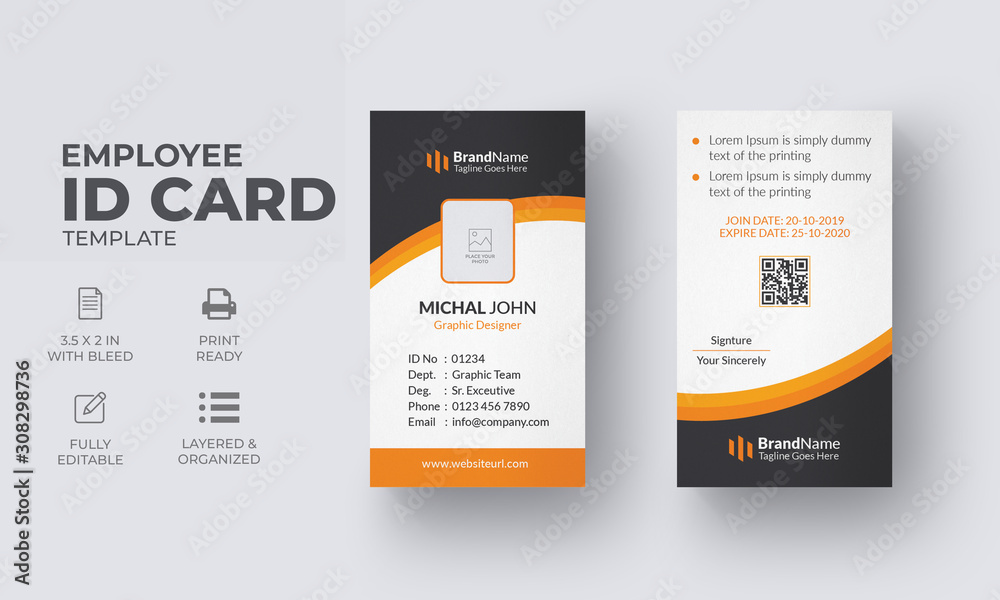 EMPLOYEE
ID CARD
TEMPLATE
3.5 X 2 IN
WITH BLEED
PRINT
READY
FULLY
EDITABLE
LAYERED &
ORGANIZED
BrandName
Tagline Goes Here
PLACE YOUR
PHOTO
MICHAL JOHN
Graphic Designer
ID No : 01234
Dept. : Graphic Team
Deg. : Sr. Exceutive
Phone : 0123 456 7890
Email : info@company.com
www.websiteurl.com
Lorem Ipsum is simply dummy
text of the printing
Lorem Ipsum is simply dummy
text of the printing
JOIN DATE: 20-10-2019
EXPIRE DATE: 25-10-2020
Signture
Your Sincerely
BrandName
Tagline Goes Here
Adobe Stock | #308298736
Adobe Stock